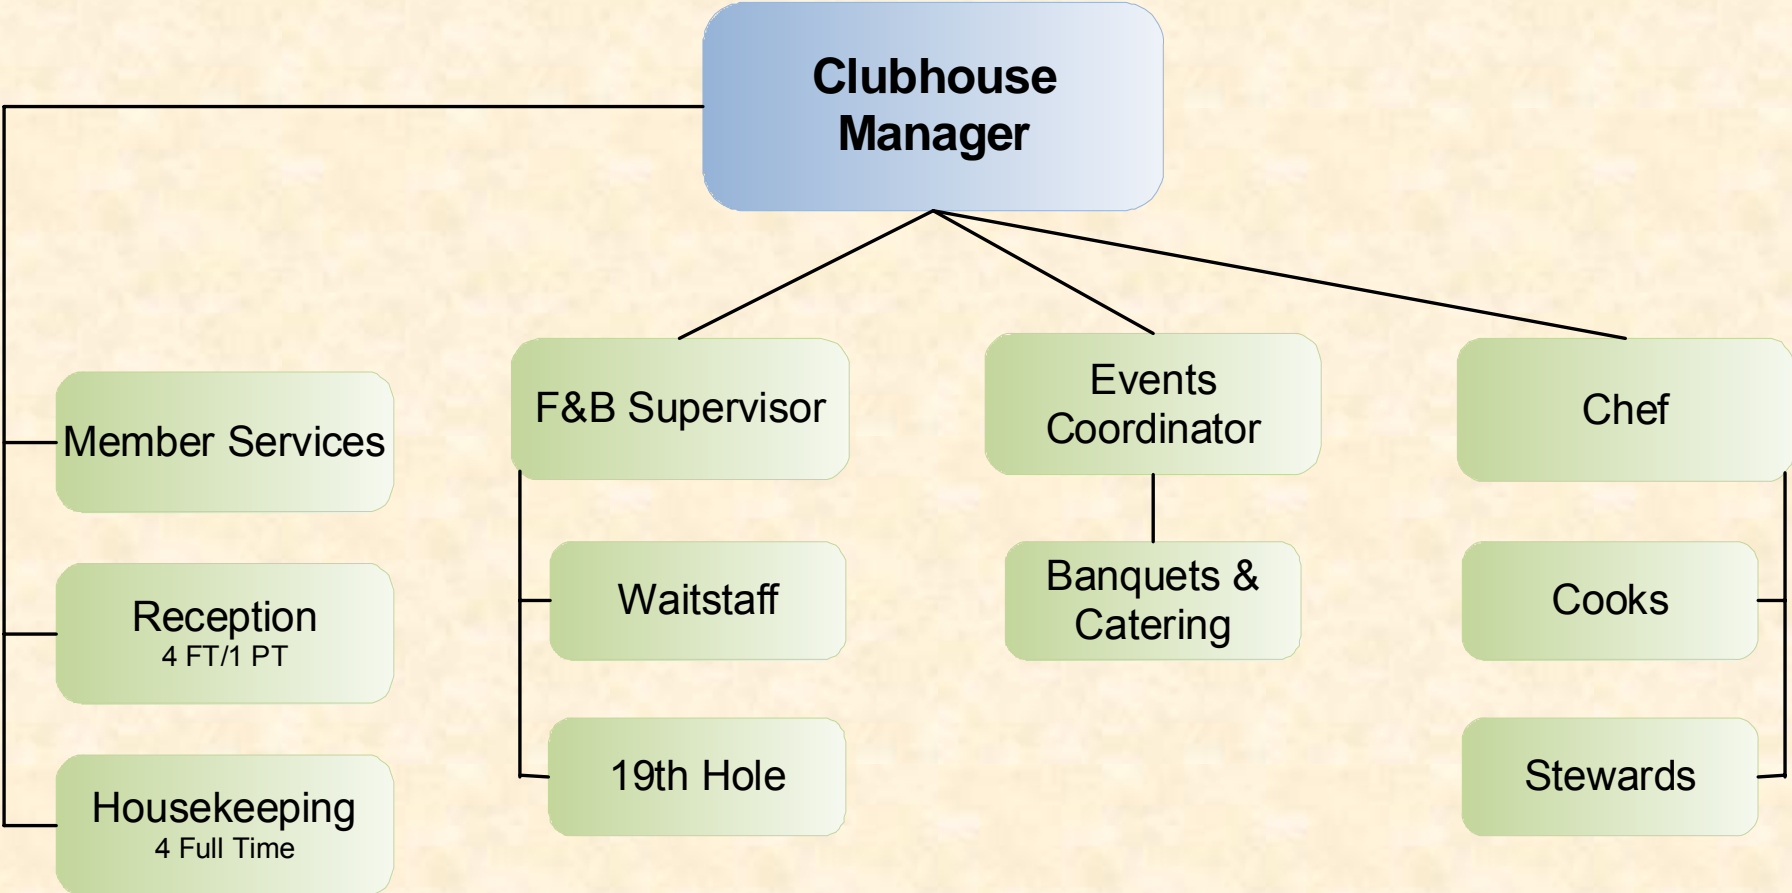 Clubhouse
Manager
Member Services
Reception
4 FT/1 PT
Housekeeping
4 Full Time
F&B Supervisor
Waitstaff
19th Hole
Events
Coordinator
Banquets &
Catering
Chef
Cooks
Stewards